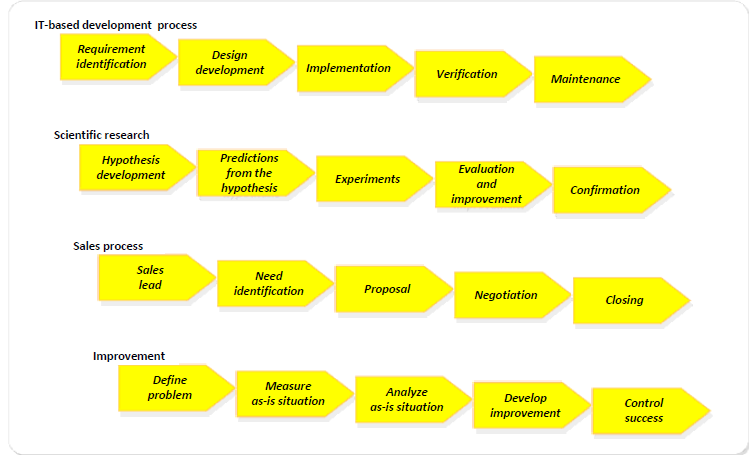 IT-based development process
Requirement
identification
Design
development
Implementation
Verification
Maintenance
Scientific research
Hypothesis
development
Predictions
from the
hypothesis
Experiments
Evaluation
and
improvement
Confirmation
Sales process
Sales
lead
Need
identification
Proposal
Negotiation
Closing
Improvement
Define
problem
Measure
as-is situation
Analyze
as-is situation
Develop
improvement
Control
success